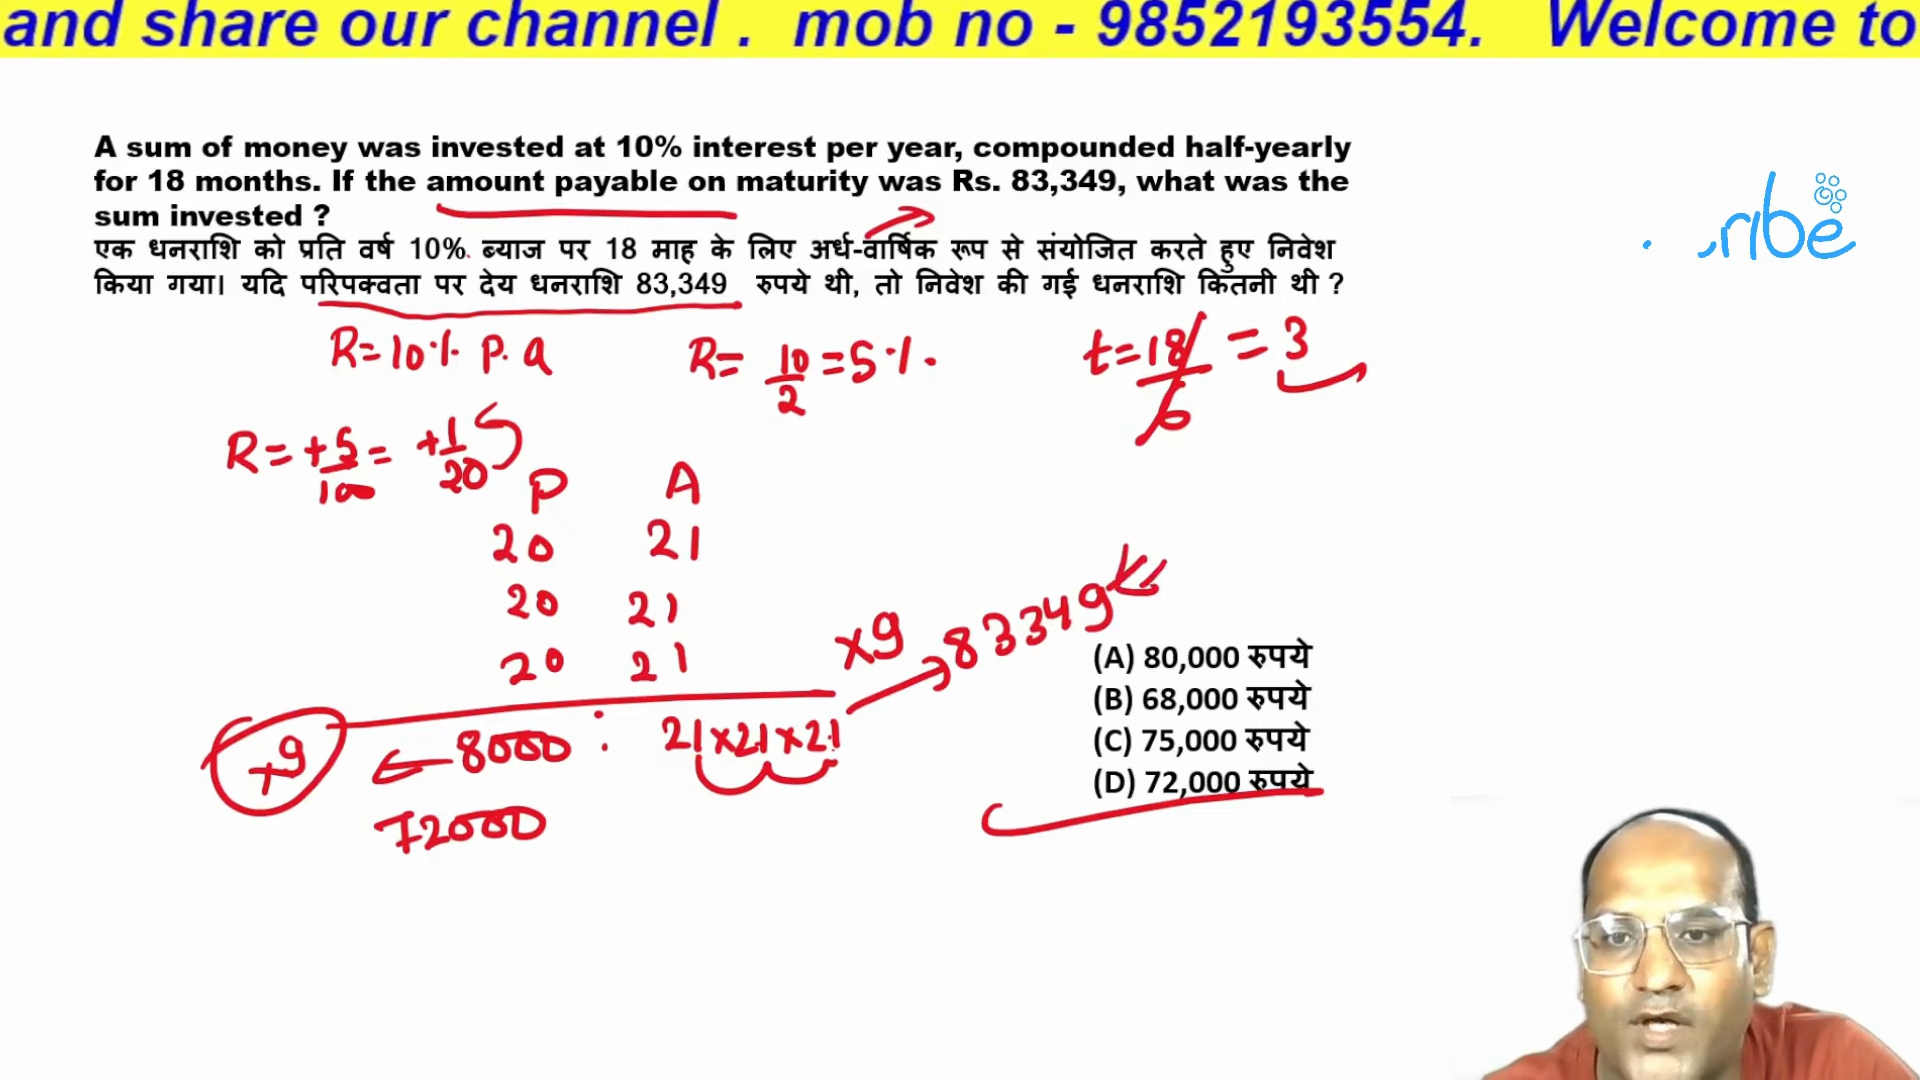 and share our channel .  mob no - 9852193554.   Welcome to
A sum of money was invested at 10% interest per year, compounded half-yearly
for 18 months. If the amount payable on maturity was Rs. 83,349, what was the
sum invested ?
एक धनराशि को प्रति वर्ष 10% ब्याज पर 18 माह के लिए अर्ध-वार्षिक रूप से संयोजित करते हुए निवेश
किया गया। यदि परिपक्वता पर देय धनराशि 83,349 रुपये थी, तो निवेश की गई धनराशि कितनी थी ?
ribe
R=10% P.a R= 10/2 =5%. t=18/6 =3
R= +5/100 = +1/20
P A
20 21
20 21
20 21
×9 83349
×9 8000 : 21×21×21
72000
(A) 80,000 रुपये
(B) 68,000 रुपये
(C) 75,000 रुपये
(D) 72,000 रुपये